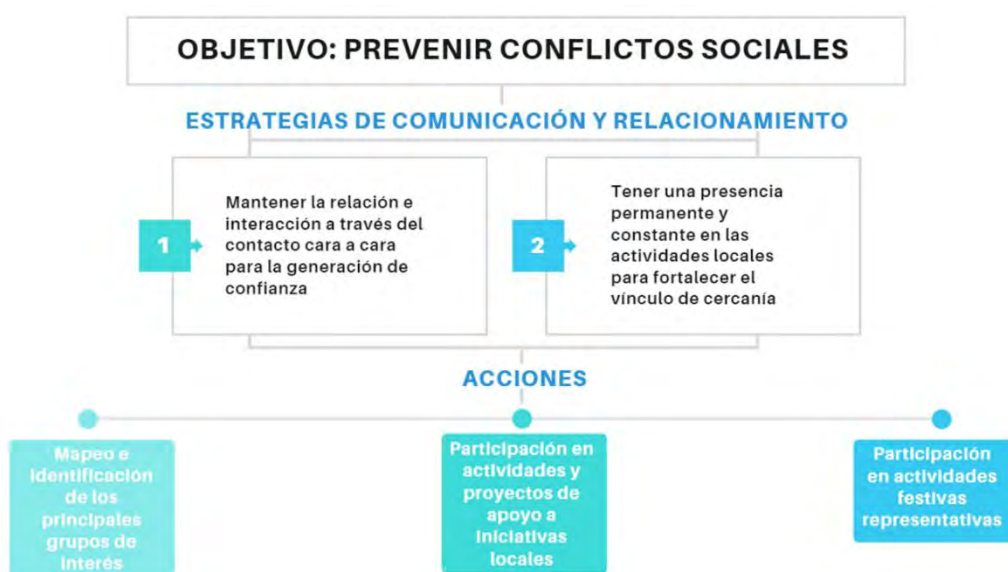 OBJETIVO: PREVENIR CONFLICTOS SOCIALES
ESTRATEGIAS DE COMUNICACIÓN Y RELACIONAMIENTO
1
Mantener la relación e
interacción a través del
contacto cara a cara
para la generación de
confianza
2
Tener una presencia
permanente y
constante en las
actividades locales
para fortalecer el
vínculo de cercanía
ACCIONES
Mapeo e
identificación
de los
principales
grupos de
interés
Participación en
actividades y
proyectos de
apoyo a
iniciativas
locales
Participación
en actividades
festivas
representativas